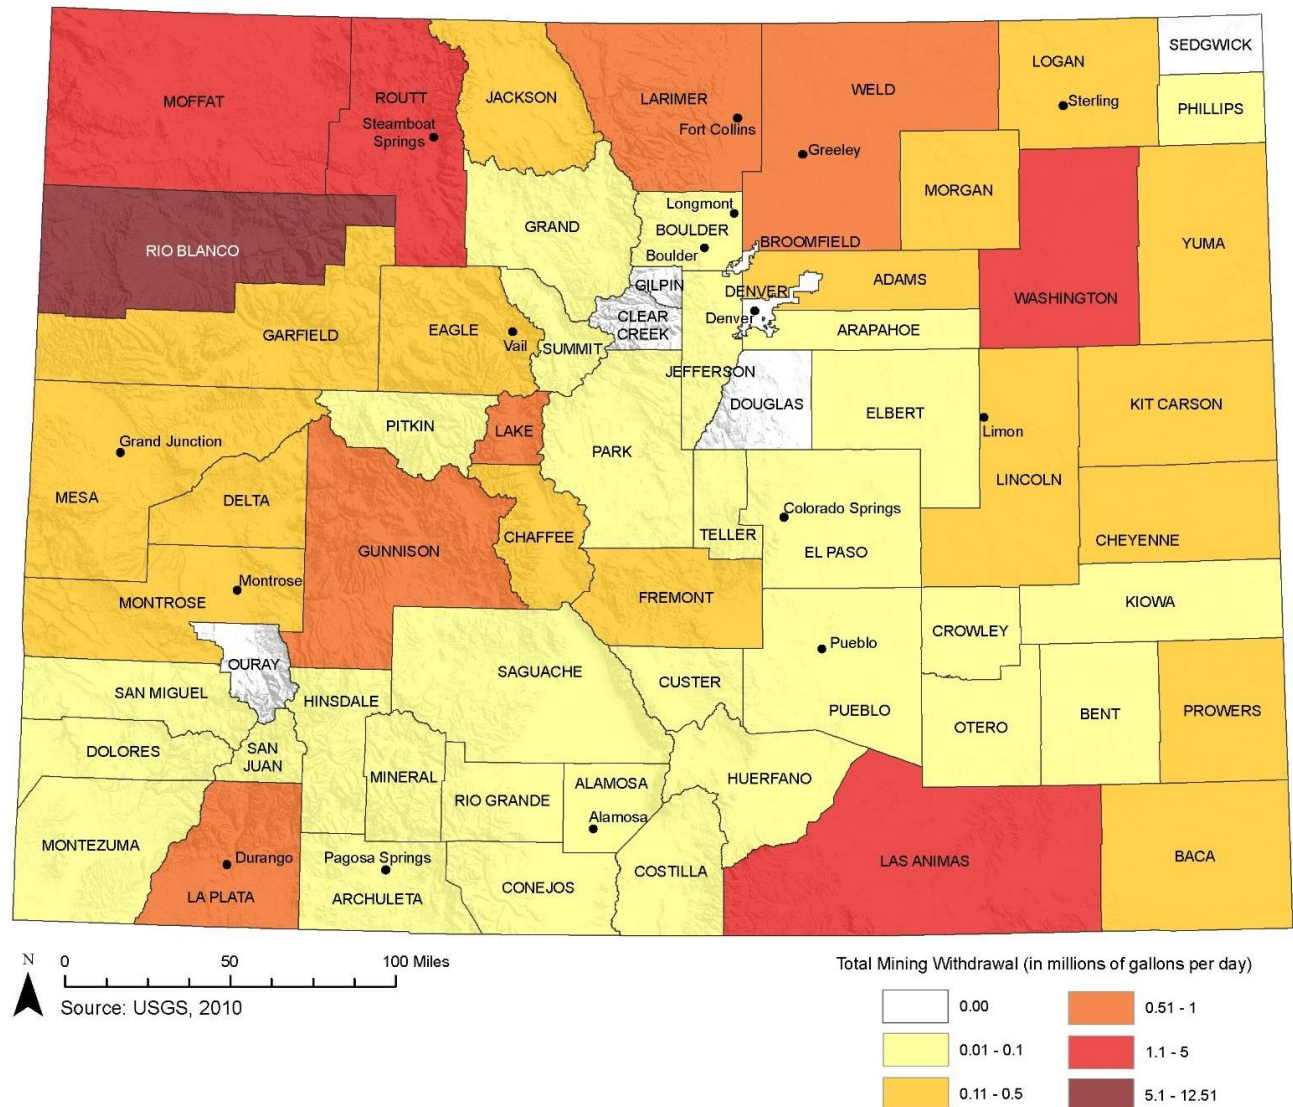 SEDGWICK
LOGAN
Sterling
PHILLIPS
MOFFAT
ROUTT
Steamboat
Springs
JACKSON
LARIMER
Fort Collins
WELD
Greeley
MORGAN
YUMA
WASHINGTON
RIO BLANCO
GRAND
Longmont
BOULDER
Boulder
BROOMFIELD
GILPIN
DENVER
ADAMS
CLEAR
CREEK
Denver
ARAPAHOE
GARFIELD
EAGLE
Vail
SUMMIT
JEFFERSON
DOUGLAS
ELBERT
Limon
KIT CARSON
PITKIN
LAKE
PARK
Grand Junction
MESA
DELTA
LINCOLN
Colorado Springs
TELLER
EL PASO
CHEYENNE
GUNNISON
CHAFFEE
Montrose
MONTROSE
FREMONT
KIOWA
CROWLEY
Pueblo
PUEBLO
OURAY
SAGUACHE
CUSTER
SAN MIGUEL
HINSDALE
OTERO
BENT
PROWERS
DOLORES
SAN
JUAN
MINERAL
RIO GRANDE
ALAMOSA
Alamosa
HUERFANO
MONTEZUMA
Durango
LA PLATA
Pagosa Springs
ARCHULETA
CONEJOS
COSTILLA
LAS ANIMAS
BACA
N
0 50 100 Miles
Source: USGS, 2010
Total Mining Withdrawal (in millions of gallons per day)
0.00
0.01 - 0.1
0.11 - 0.5
0.51 - 1
1.1 - 5
5.1 - 12.51